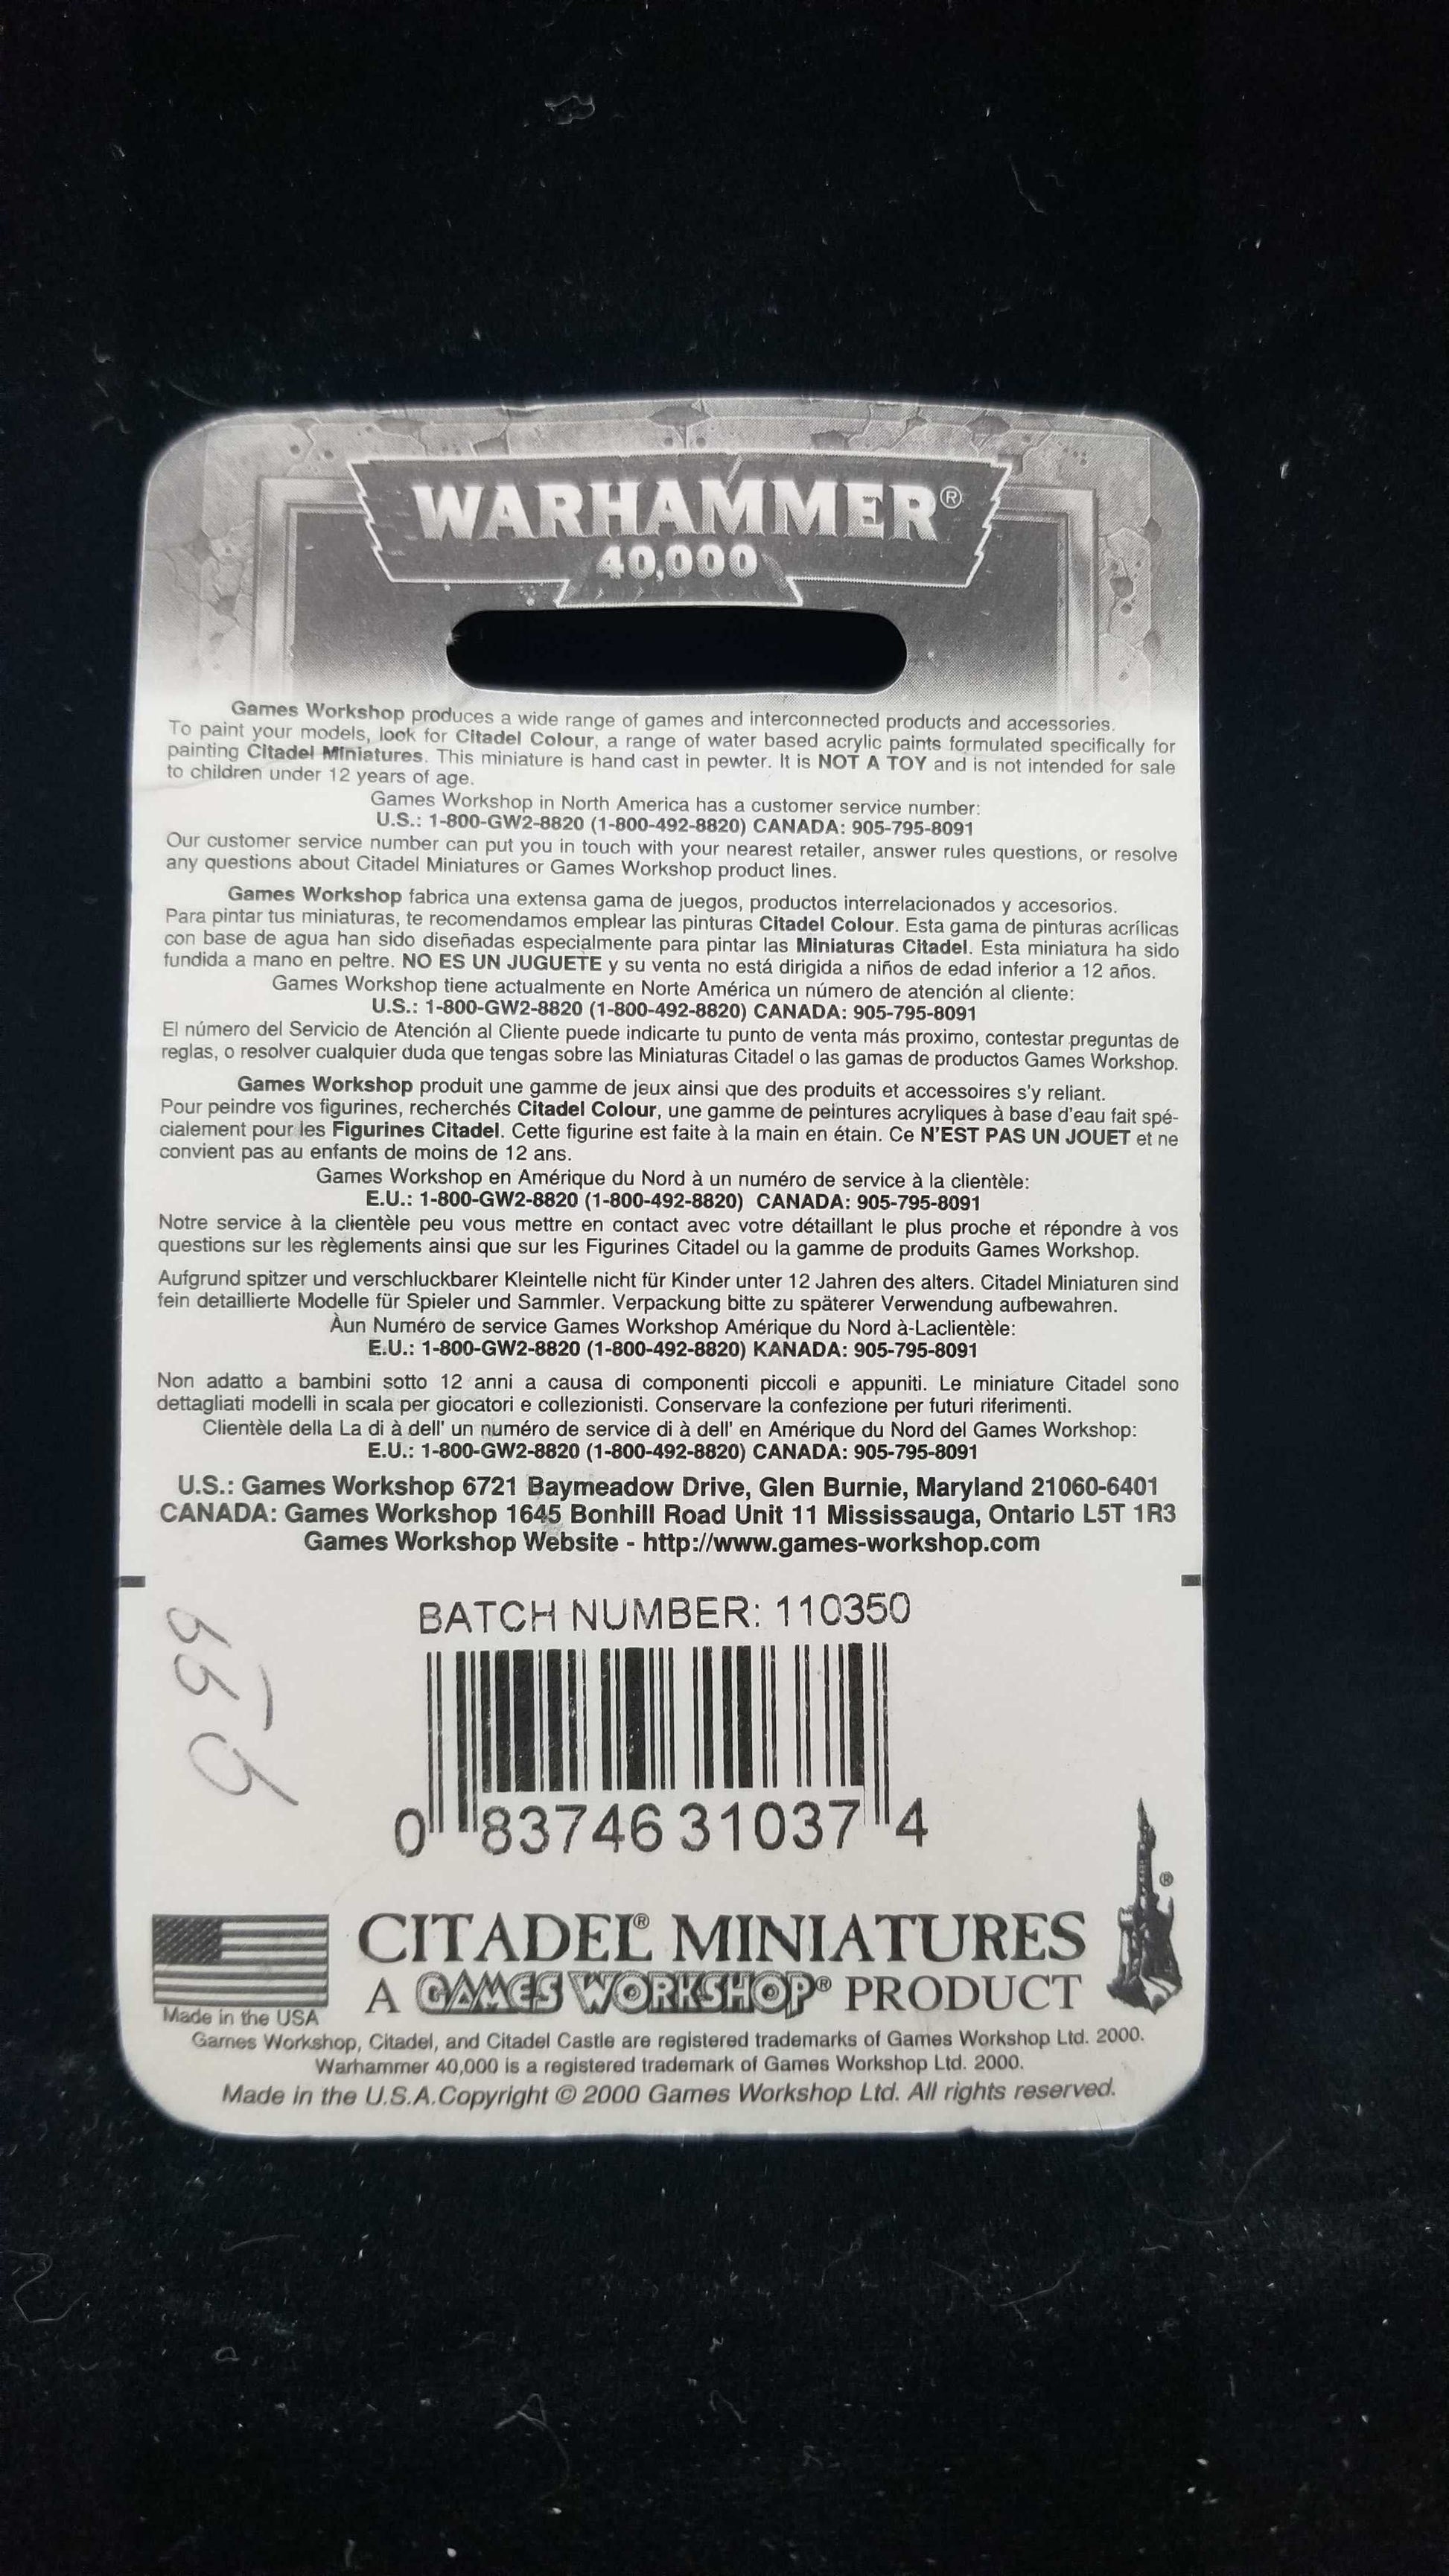 WARHAMMER®
40,000
Games Workshop produces a wide range of games and interconnected products and accessories.
To paint your models, look for Citadel Colour, a range of water based acrylic paints formulated specifically for
painting Citadel Miniatures. This miniature is hand cast in pewter. It is NOT A TOY and is not intended for sale
to children under 12 years of age.
Games Workshop in North America has a customer service number:
U.S.: 1-800-GW2-8820 (1-800-492-8820) CANADA: 905-795-8091
Our customer service number can put you in touch with your nearest retailer, answer rules questions, or resolve
any questions about Citadel Miniatures or Games Workshop product lines.
Games Workshop fabrica una extensa gama de juegos, productos interrelacionados y accesorios.
Para pintar tus miniaturas, te recomendamos emplear las pinturas Citadel Colour. Esta gama de pinturas acrílicas
con base de agua han sido diseñadas especialmente para pintar las Miniaturas Citadel. Esta miniatura ha sido
fundida a mano en peltre. NO ES UN JUGUETE y su venta no está dirigida a niños de edad inferior a 12 años.
Games Workshop tiene actualmente en Norte América un número de atención al cliente:
U.S.: 1-800-GW2-8820 (1-800-492-8820) CANADA: 905-795-8091
El número del Servicio de Atención al Cliente puede indicarte tu punto de venta más proximo, contestar preguntas de
reglas, o resolver cualquier duda que tengas sobre las Miniaturas Citadel o las gamas de productos Games Workshop.
Games Workshop produit une gamme de jeux ainsi que des produits et accessoires s'y reliant.
Pour peindre vos figurines, recherchés Citadel Colour, une gamme de peintures acryliques à base d'eau fait spé-
cialement pour les Figurines Citadel. Cette figurine est faite à la main en étain. Ce N'EST PAS UN JOUET et ne
convient pas au enfants de moins de 12 ans.
Games Workshop en Amérique du Nord à un numéro de service à la clientèle:
E.U.: 1-800-GW2-8820 (1-800-492-8820) CANADA: 905-795-8091
Notre service à la clientèle peu vous mettre en contact avec votre détaillant le plus proche et répondre à vos
questions sur les règlements ainsi que sur les Figurines Citadel ou la gamme de produits Games Workshop.
Aufgrund spitzer und verschluckbarer Kleintelle nicht für Kinder unter 12 Jahren des alters. Citadel Miniaturen sind
fein detaillierte Modelle für Spieler und Sammler. Verpackung bitte zu späterer Verwendung aufbewahren.
Àun Numéro de service Games Workshop Amérique du Nord à-Laclientèle:
E.U.: 1-800-GW2-8820 (1-800-492-8820) KANADA: 905-795-8091
Non adatto a bambini sotto 12 anni a causa di componenti piccoli e appuniti. Le miniature Citadel sono
dettagliati modelli in scala per giocatori e collezionisti. Conservare la confezione per futuri riferimenti.
Clientèle della La di à dell' un numéro de service di à dell' en Amérique du Nord del Games Workshop:
E.U.: 1-800-GW2-8820 (1-800-492-8820) CANADA: 905-795-8091
U.S.: Games Workshop 6721 Baymeadow Drive, Glen Burnie, Maryland 21060-6401
CANADA: Games Workshop 1645 Bonhill Road Unit 11 Mississauga, Ontario L5T 1R3
Games Workshop Website - http://www.games-workshop.com
BATCH NUMBER: 110350
0 83746 31037 4
CITADEL® MINIATURES
A GAMES WORKSHOP® PRODUCT
®
Made in the USA
Games Workshop, Citadel, and Citadel Castle are registered trademarks of Games Workshop Ltd. 2000.
Warhammer 40,000 is a registered trademark of Games Workshop Ltd. 2000.
Made in the U.S.A.Copyright © 2000 Games Workshop Ltd. All rights reserved.